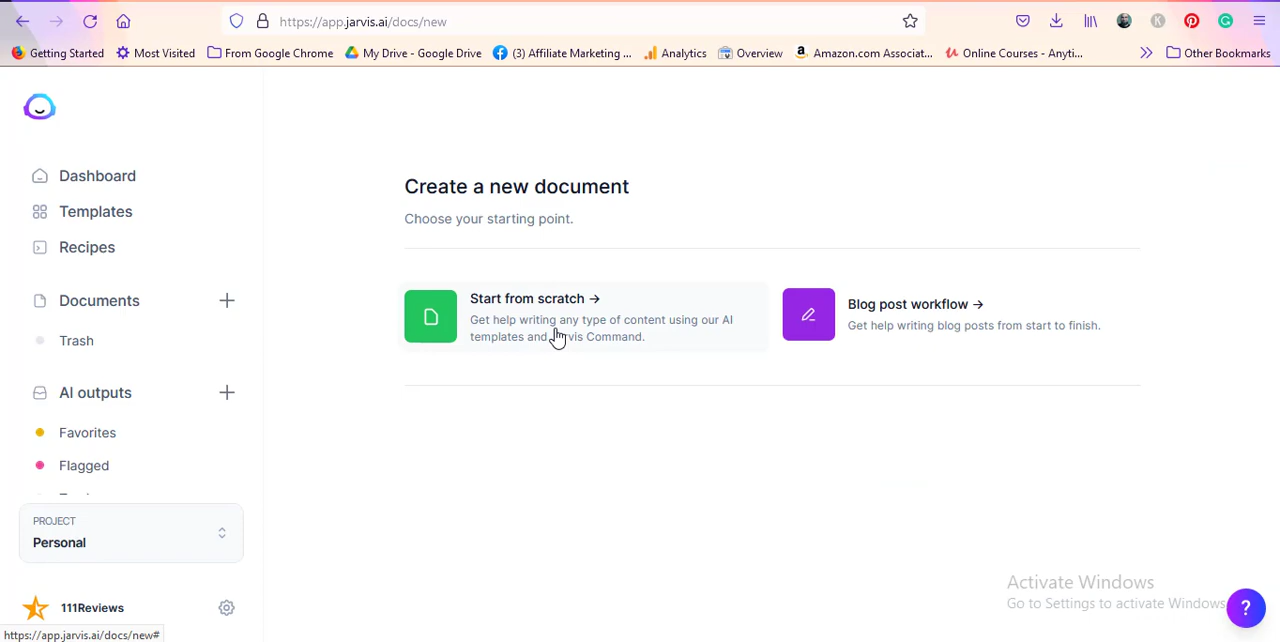 https://app.jarvis.ai/docs/new
Getting Started
Most Visited
From Google Chrome
My Drive - Google Drive
(3) Affiliate Marketing ...
Analytics
Overview
Amazon.com Associat...
Online Courses - Anyti...
Other Bookmarks
Dashboard
Templates
Recipes
Documents
Trash
AI outputs
Favorites
Flagged
PROJECT
Personal
111Reviews
https://app.jarvis.ai/docs/new#
Create a new document
Choose your starting point.
Start from scratch →
Get help writing any type of content using our AI
templates and Jarvis Command.
Blog post workflow →
Get help writing blog posts from start to finish.
Activate Windows
Go to Settings to activate Windows
?